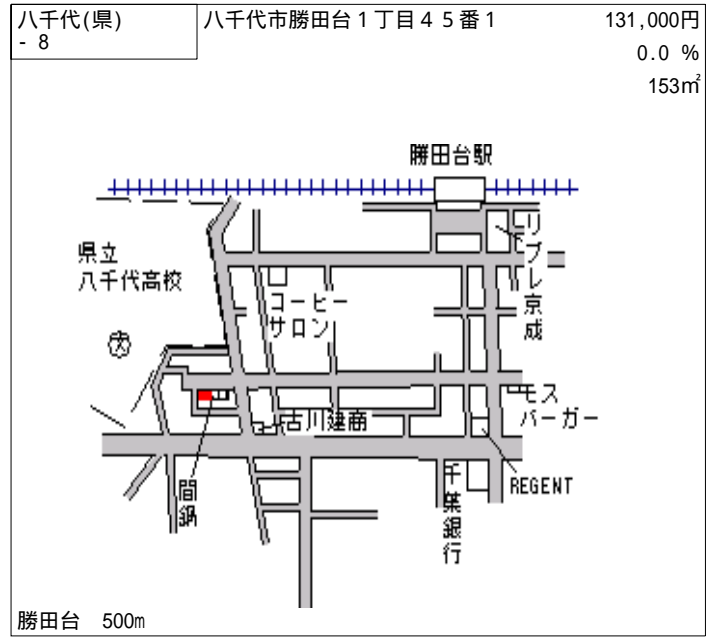 八千代(県)
- 8
八千代市勝田台１丁目４５番１
131,000円
0.0 %
153㎡
勝田台駅
リブレ京成
県立
八千代高校
コーヒー
サロン
文
モス
バーガー
古川建商
REGENT
間鍋
千葉銀行
勝田台 500m